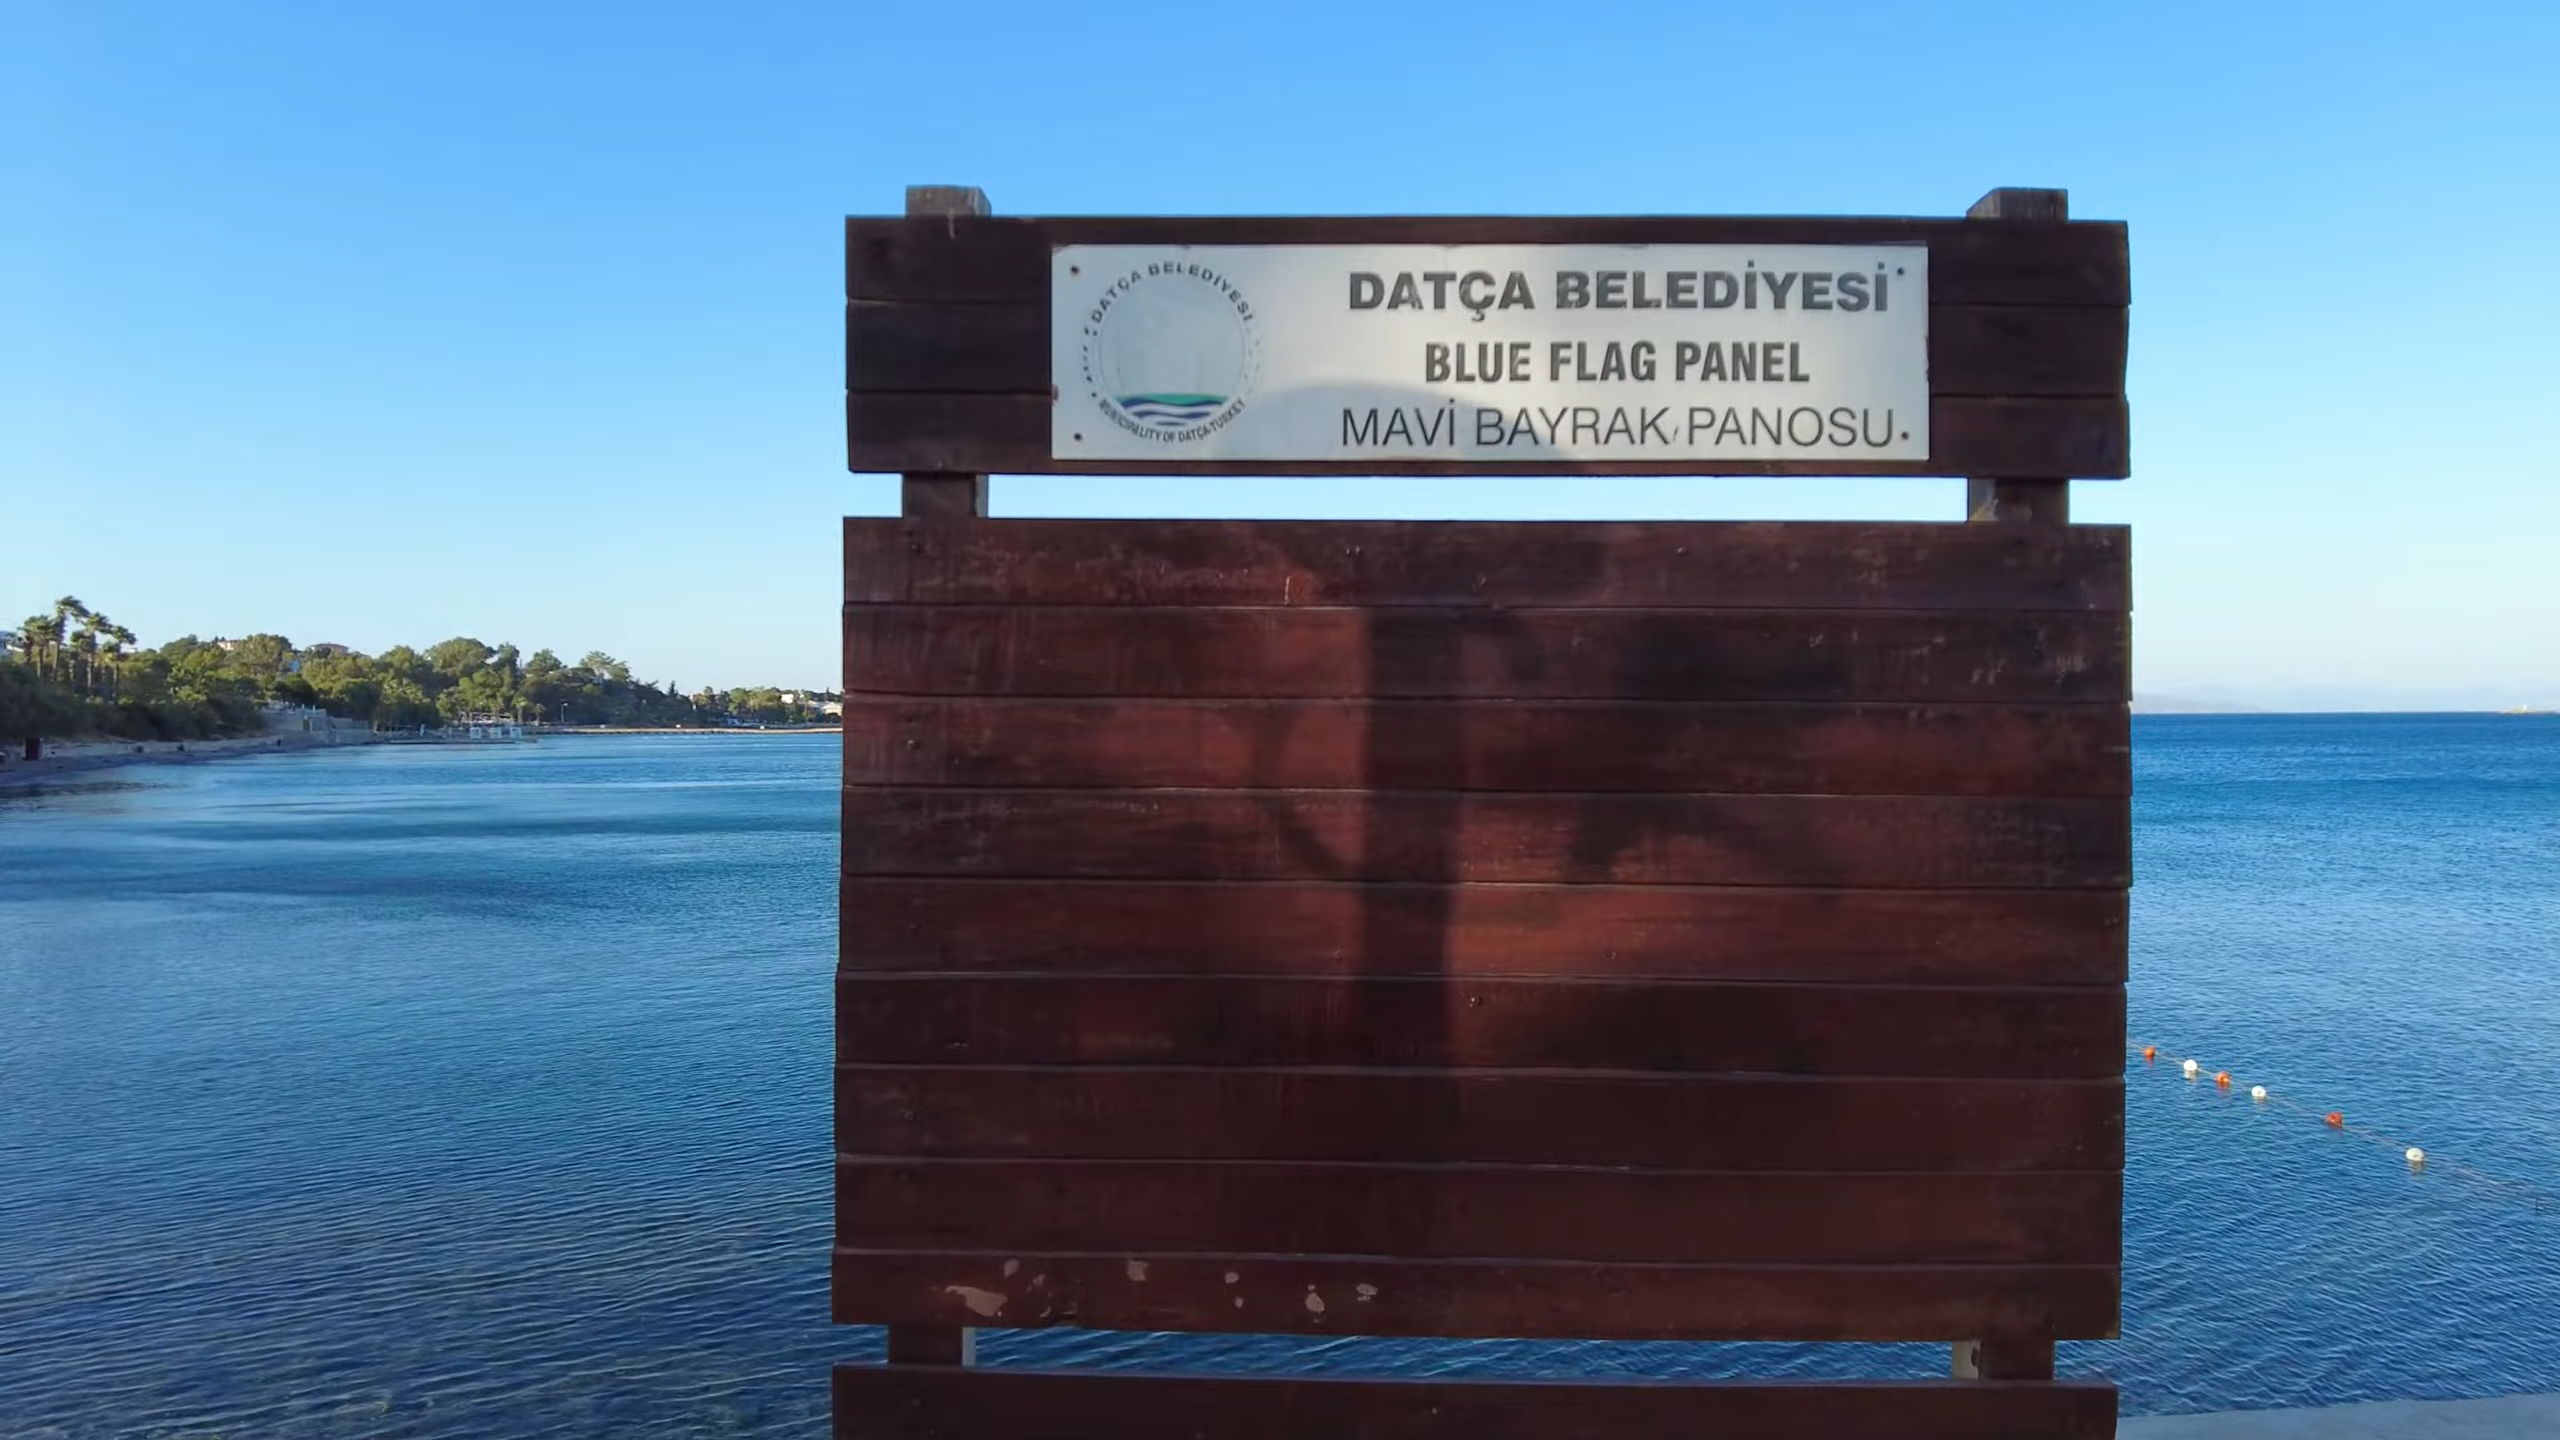 DATÇA BELEDİYESİ
MUNICIPALITY OF DATÇA-TURKEY
DATÇA BELEDİYESİ
BLUE FLAG PANEL
MAVİ BAYRAK PANOSU